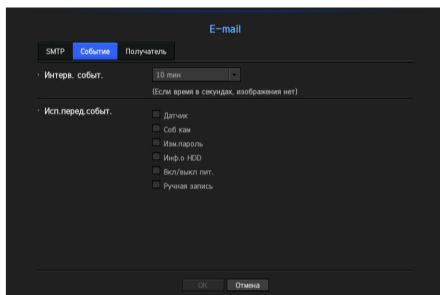 E-mail
SMTP Событие Получатель
Интерв. событ. 10 мин
(Если время в секундах, изображения нет)
Исп.перед.событ.
Датчик
Соб кам
Изм.пароль
Инф.о HDD
Вкл/выкл пит.
Ручная запись
OK Отмена